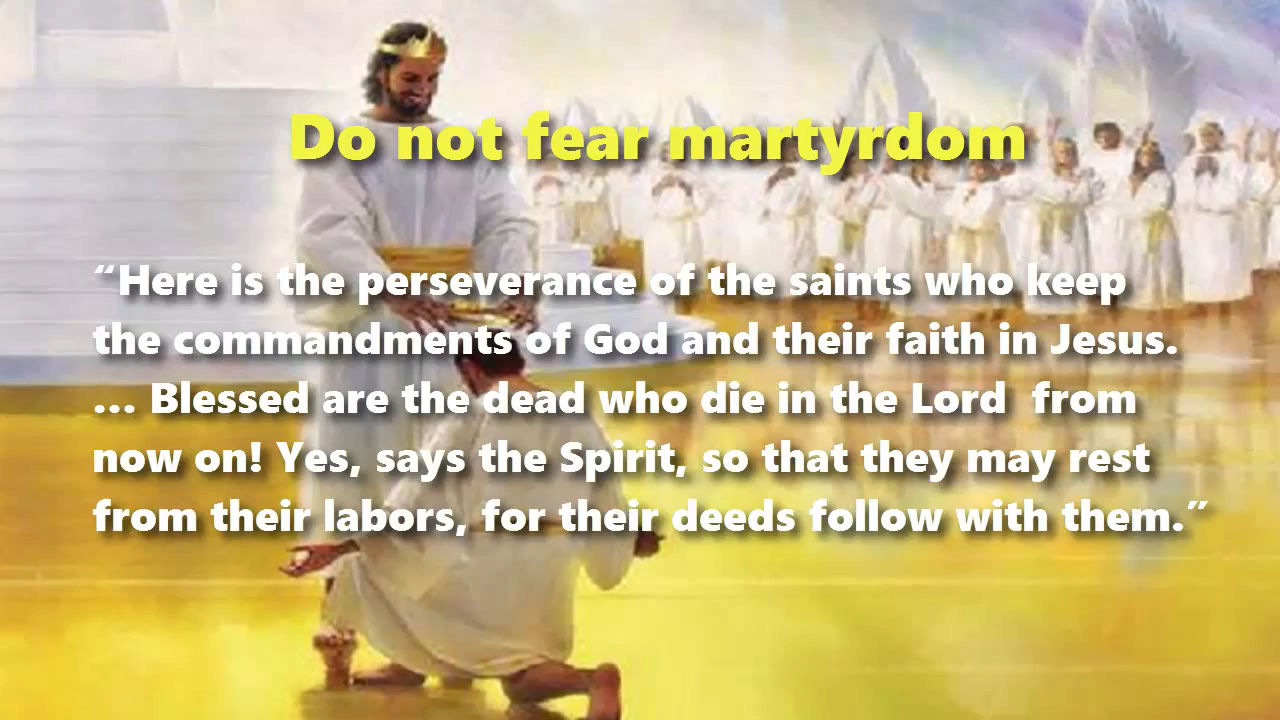 Do not fear martyrdom
“Here is the perseverance of the saints who keep
the commandments of God and their faith in Jesus.
... Blessed are the dead who die in the Lord  from
now on! Yes, says the Spirit, so that they may rest
from their labors, for their deeds follow with them.”